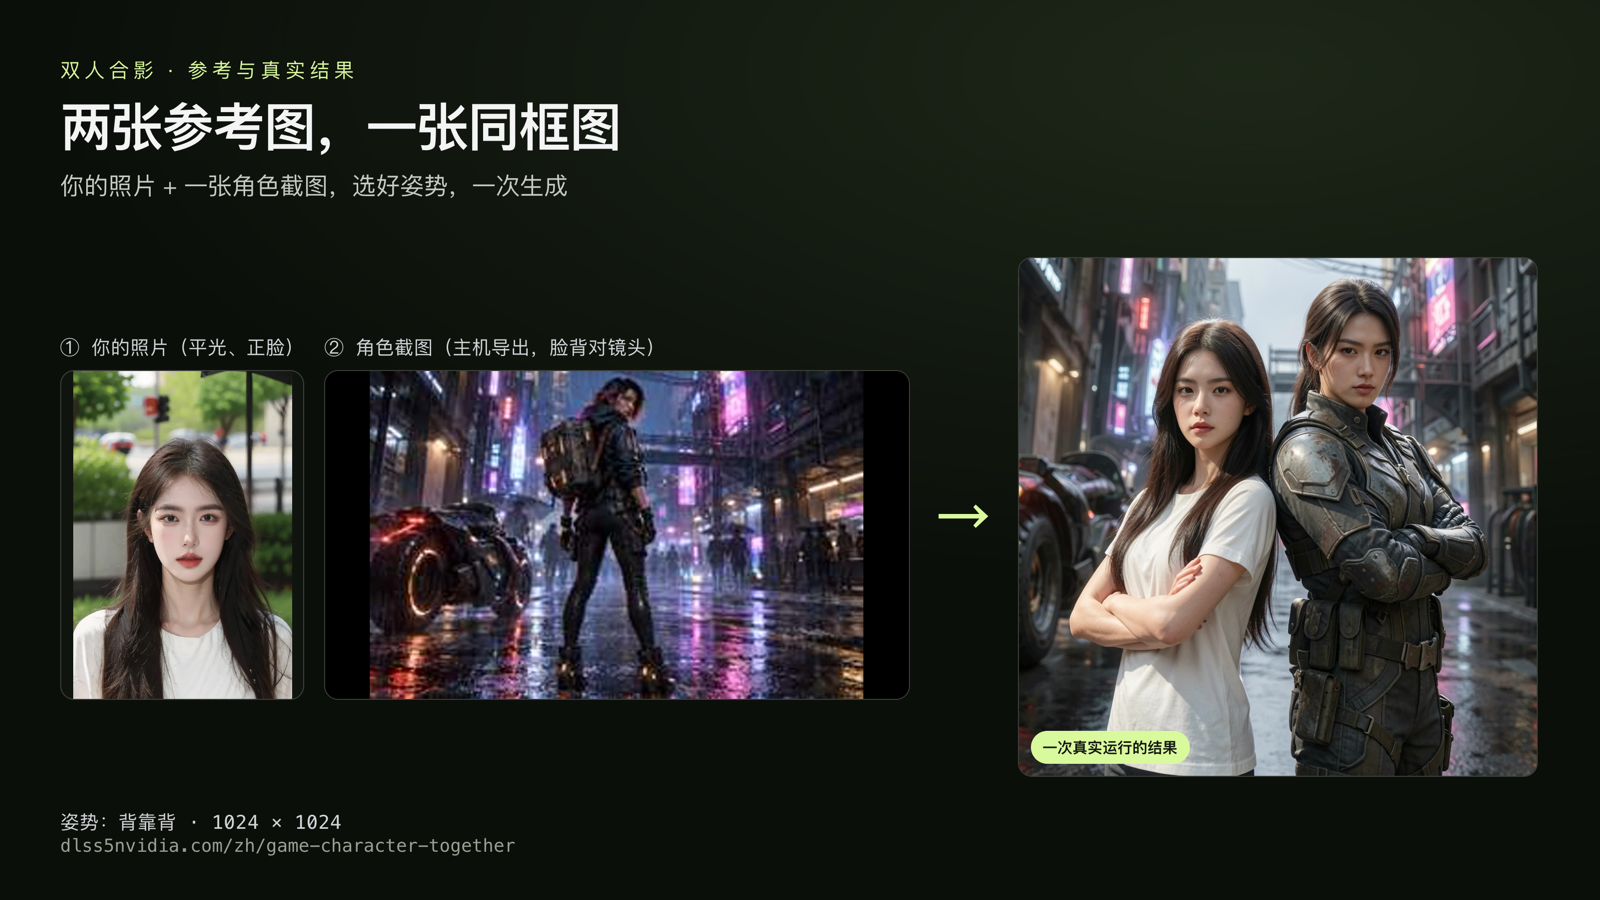 双人合影 · 参考与真实结果
两张参考图，一张同框图
你的照片 + 一张角色截图，选好姿势，一次生成
① 你的照片（平光、正脸）
② 角色截图（主机导出，脸背对镜头）
一次真实运行的结果
姿势：背靠背 · 1024 × 1024
dlss5nvidia.com/zh/game-character-together